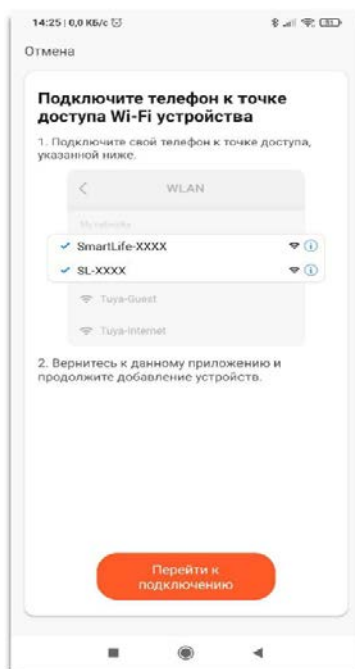 14:25 | 0,0 КБ/с
Отмена
Подключите телефон к точке
доступа Wi-Fi устройства
1. Подключите свой телефон к точке доступа,
указанной ниже.
WLAN
My networks
SmartLife-XXXX
SL-XXXX
Tuya-Guest
Tuya-Internet
2. Вернитесь к данному приложению и
продолжите добавление устройств.
Перейти к
подключению